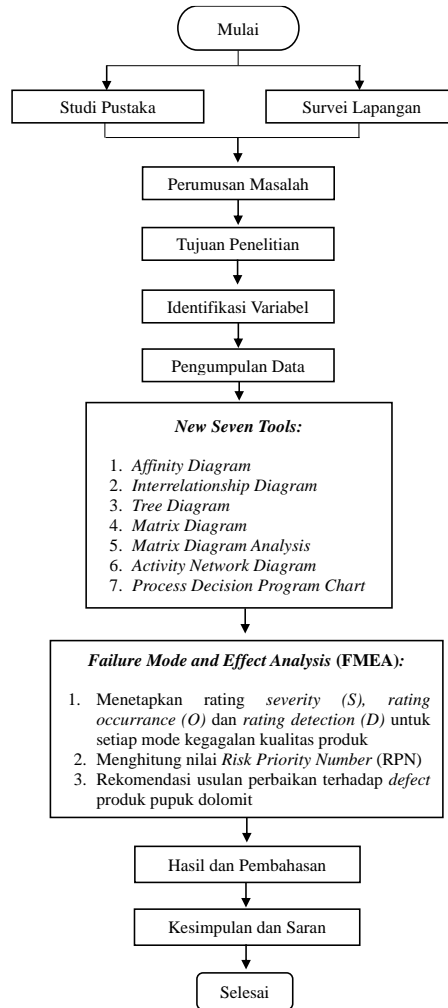 Mulai
Studi Pustaka
Survei Lapangan
Perumusan Masalah
Tujuan Penelitian
Identifikasi Variabel
Pengumpulan Data
New Seven Tools:
1. Affinity Diagram
2. Interrelationship Diagram
3. Tree Diagram
4. Matrix Diagram
5. Matrix Diagram Analysis
6. Activity Network Diagram
7. Process Decision Program Chart
Failure Mode and Effect Analysis (FMEA):
1. Menetapkan rating severity (S), rating
occurrance (O) dan rating detection (D) untuk
setiap mode kegagalan kualitas produk
2. Menghitung nilai Risk Priority Number (RPN)
3. Rekomendasi usulan perbaikan terhadap defect
produk pupuk dolomit
Hasil dan Pembahasan
Kesimpulan dan Saran
Selesai